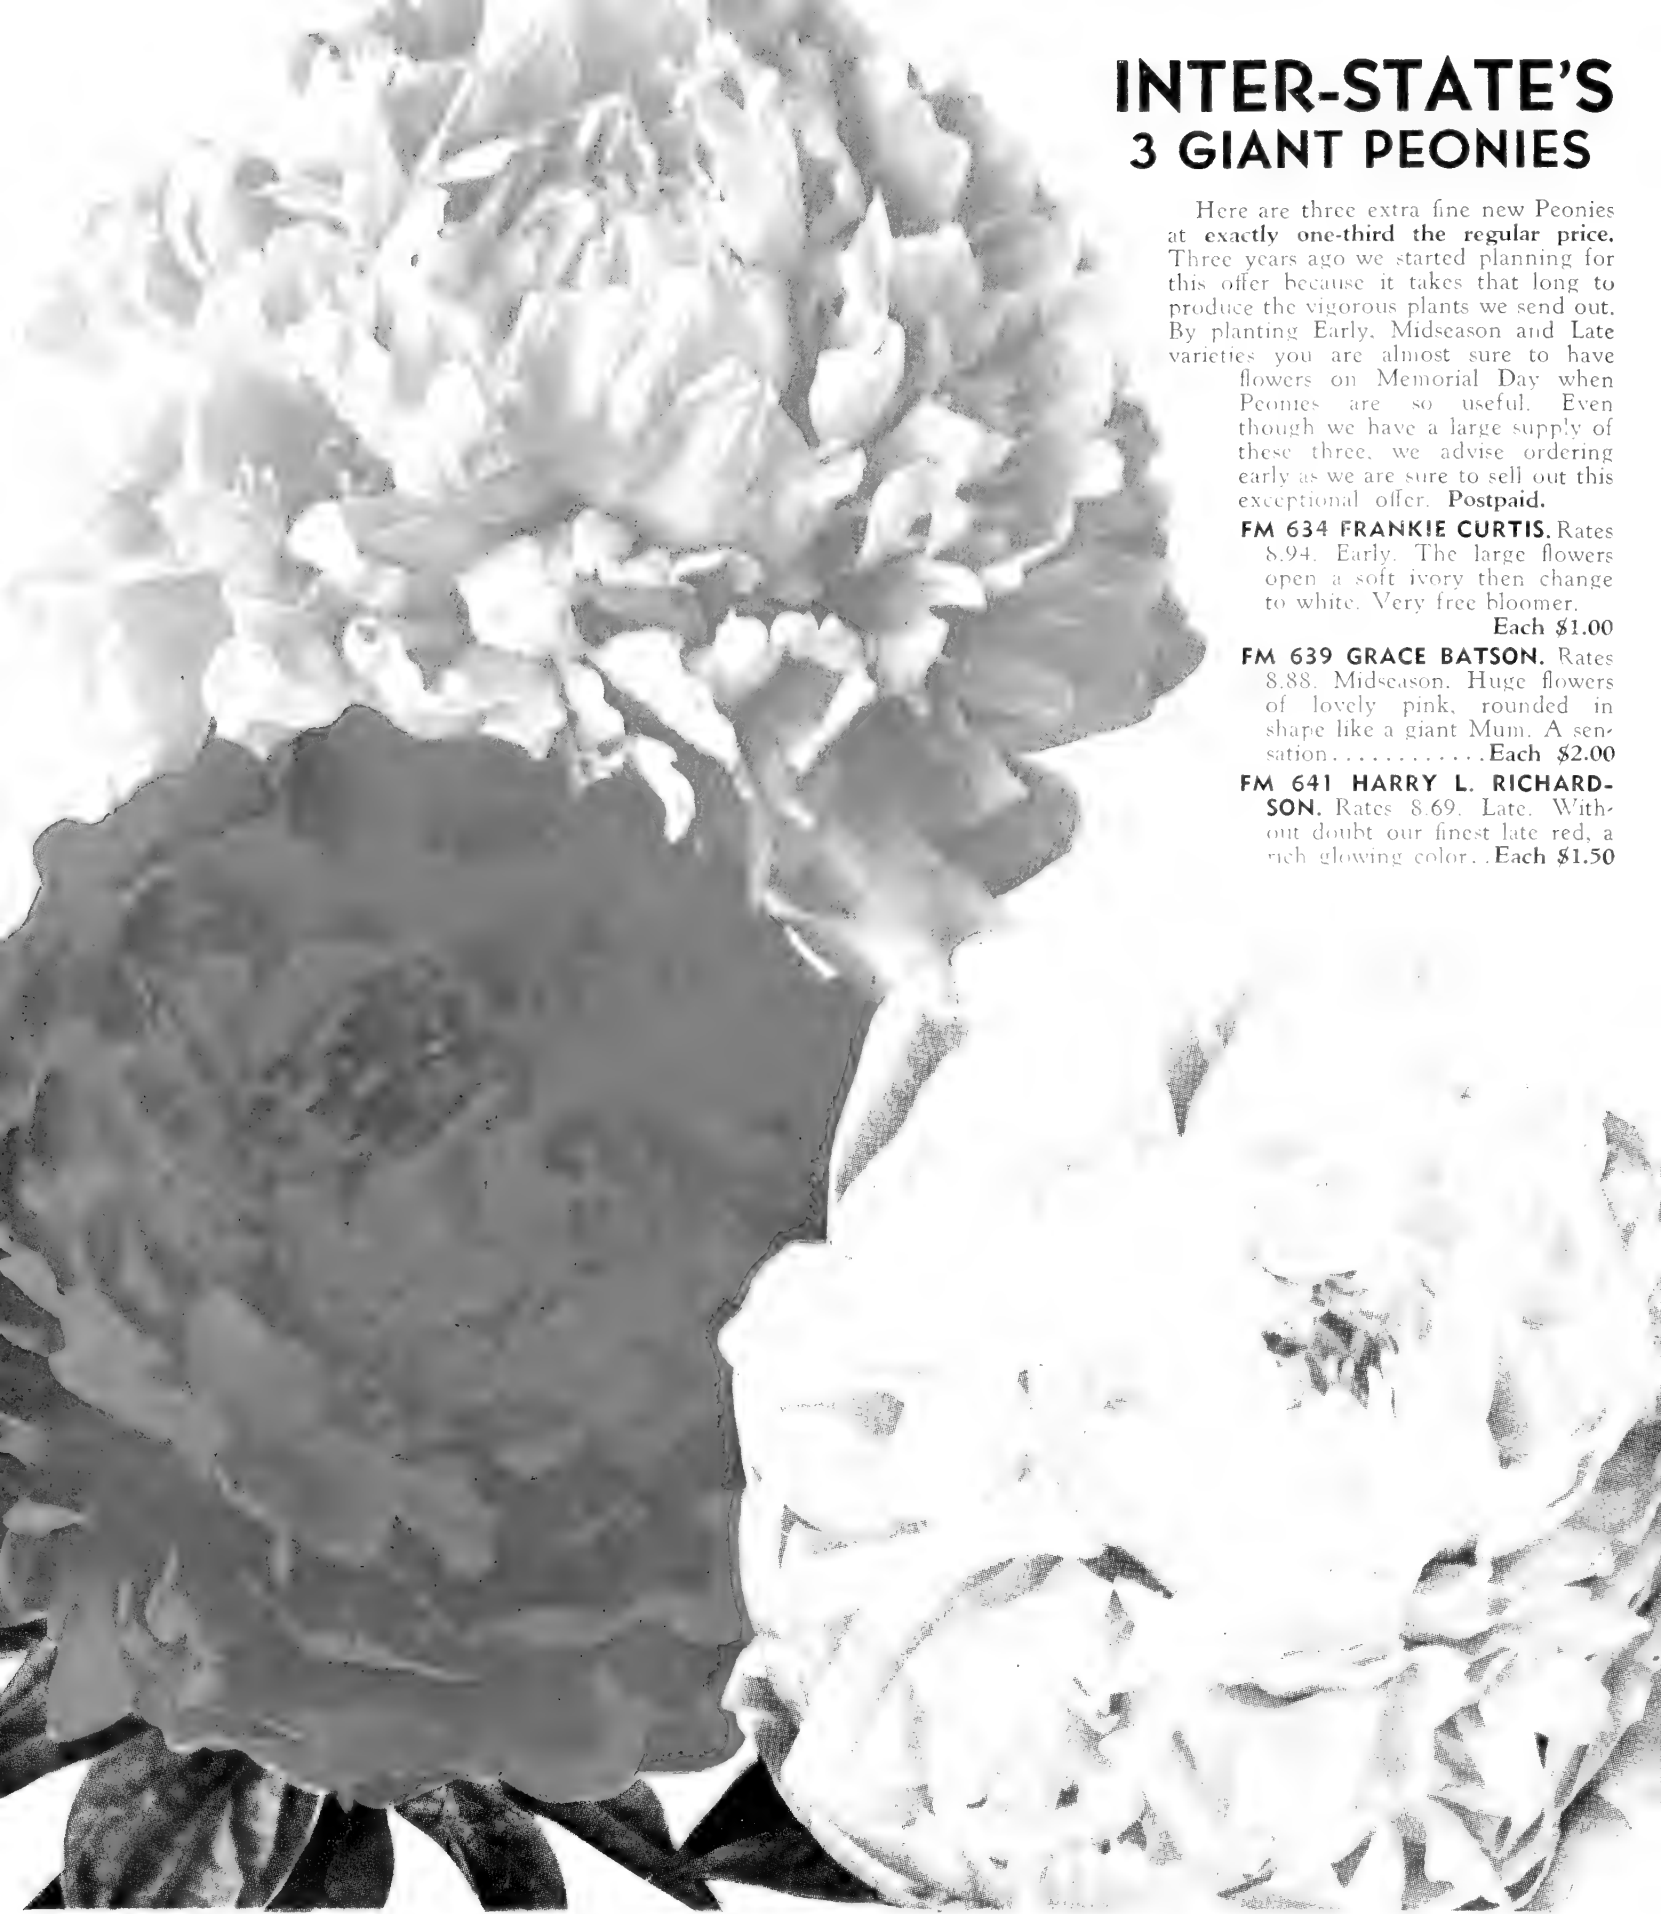 INTER-STATE'S
3 GIANT PEONIES
Here are three extra fine new Peonies
at exactly one-third the regular price.
Three years ago we started planning for
this offer because it takes that long to
produce the vigorous plants we send out.
By planting Early, Midseason and Late
varieties you are almost sure to have
flowers on Memorial Day when
Peonies are so useful. Even
though we have a large supply of
these three, we advise ordering
early as we are sure to sell out this
exceptional offer. Postpaid.
FM 634 FRANKIE CURTIS. Rates
8.94. Early. The large flowers
open a soft ivory then change
to white. Very free bloomer.
Each $1.00
FM 639 GRACE BATSON. Rates
8.88. Midseason. Huge flowers
of lovely pink, rounded in
shape like a giant Mum. A sen-
sation............Each $2.00
FM 641 HARRY L. RICHARD-
SON. Rates 8.69. Late. With-
out doubt our finest late red, a
rich glowing color..Each $1.50